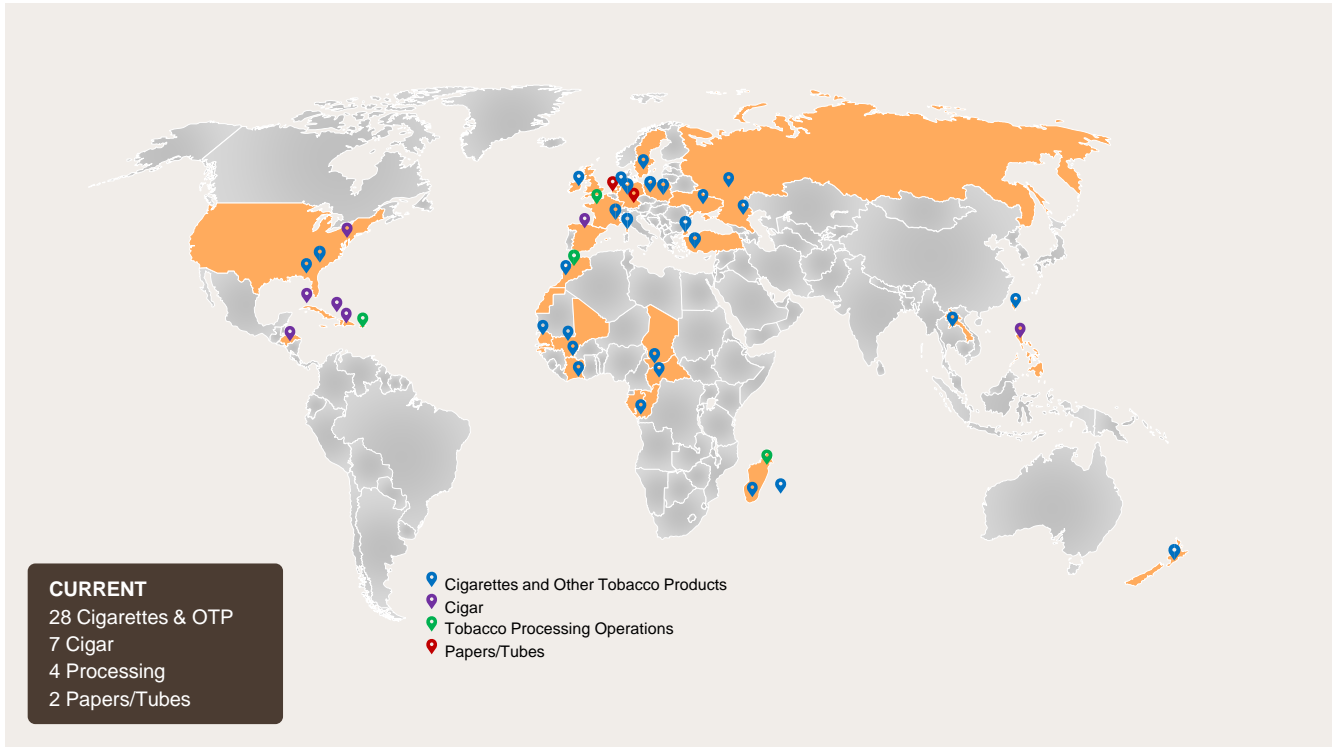 CURRENT
28 Cigarettes & OTP
7 Cigar
4 Processing
2 Papers/Tubes
Cigarettes and Other Tobacco Products
Cigar
Tobacco Processing Operations
Papers/Tubes